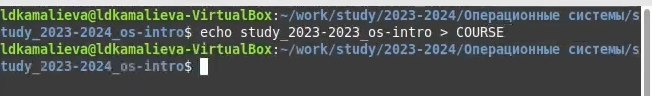 ldkamalieva@ldkamalieva-VirtualBox:~/work/study/2023-2024/Операционные системы/s
tudy_2023-2024_os-intro$ echo study_2023-2023_os-intro > COURSE
ldkamalieva@ldkamalieva-VirtualBox:~/work/study/2023-2024/Операционные системы/s
tudy_2023-2024_os-intro$